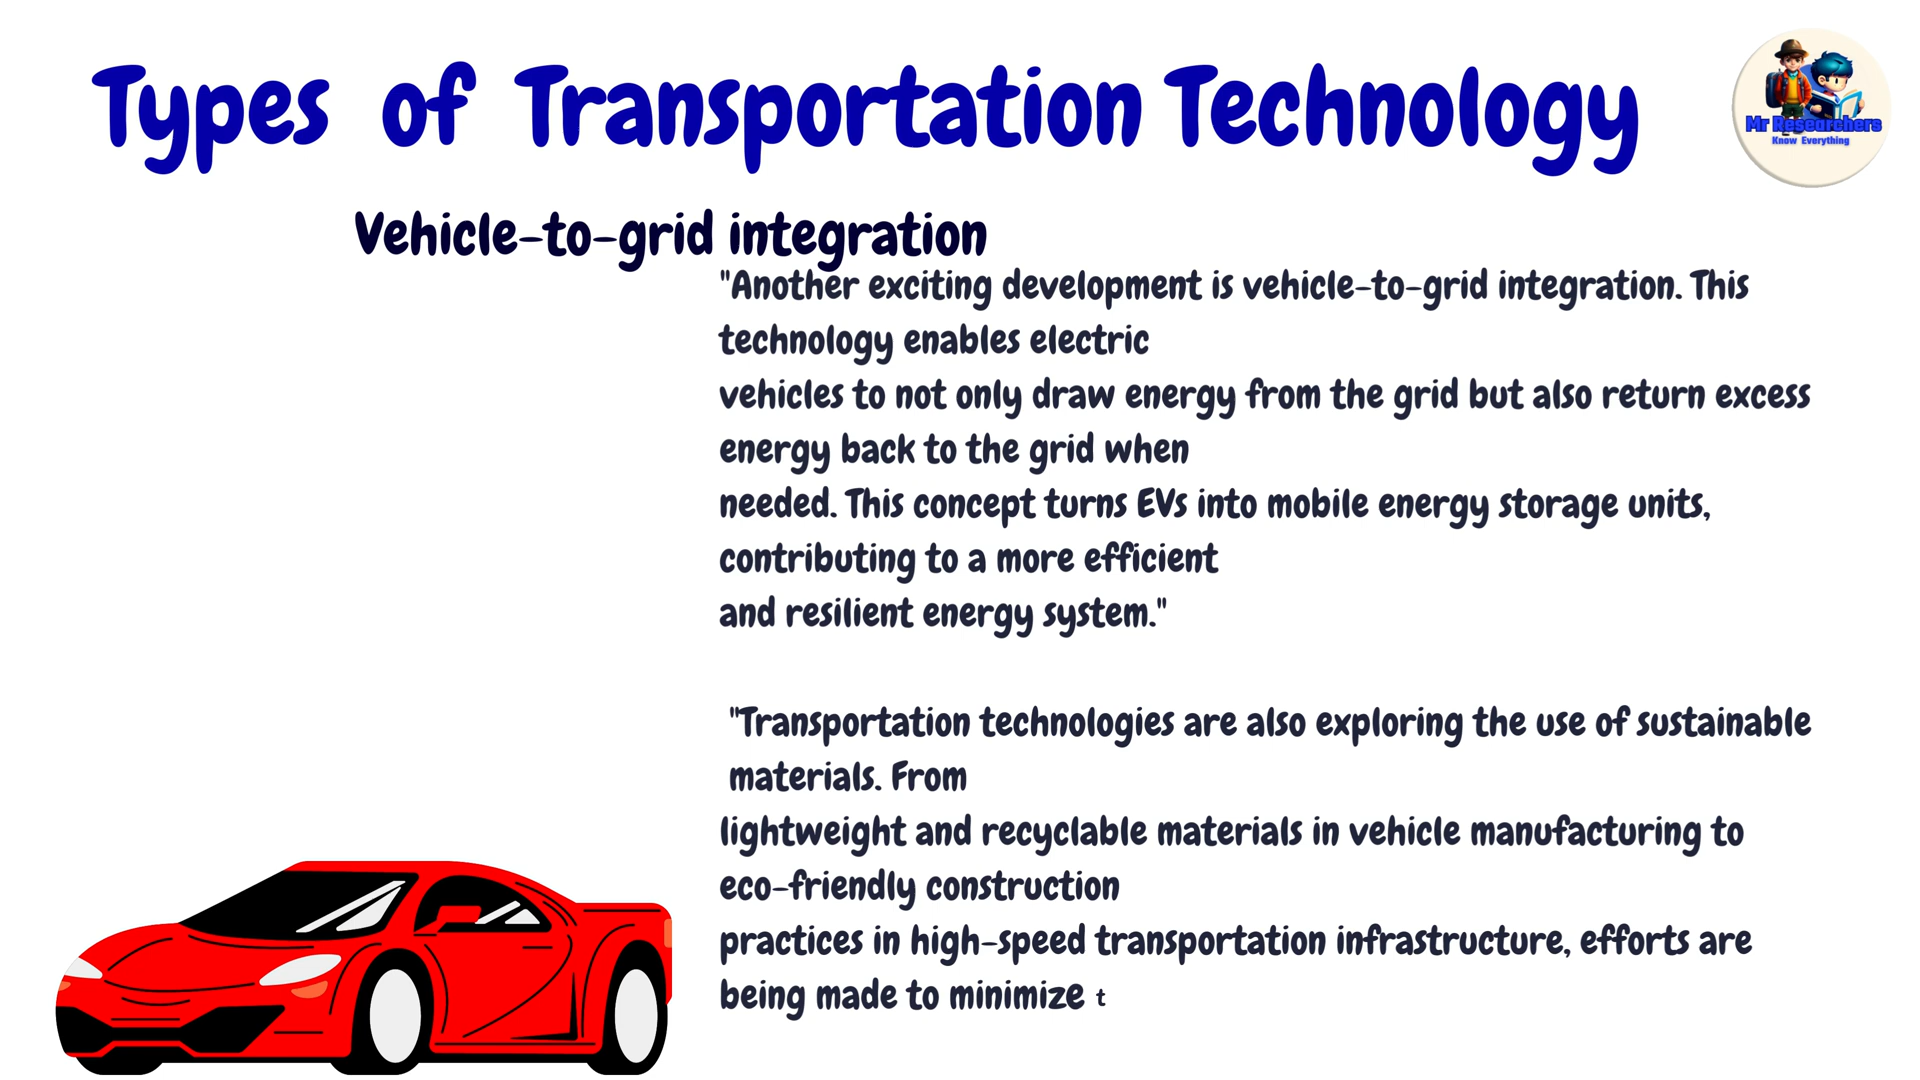 Types of Transportation Technology
Mr Researchers
Know Everything
Vehicle-to-grid integration
"Another exciting development is vehicle-to-grid integration. This
technology enables electric
vehicles to not only draw energy from the grid but also return excess
energy back to the grid when
needed. This concept turns EVs into mobile energy storage units,
contributing to a more efficient
and resilient energy system."
"Transportation technologies are also exploring the use of sustainable
materials. From
lightweight and recyclable materials in vehicle manufacturing to
eco-friendly construction
practices in high-speed transportation infrastructure, efforts are
being made to minimize t